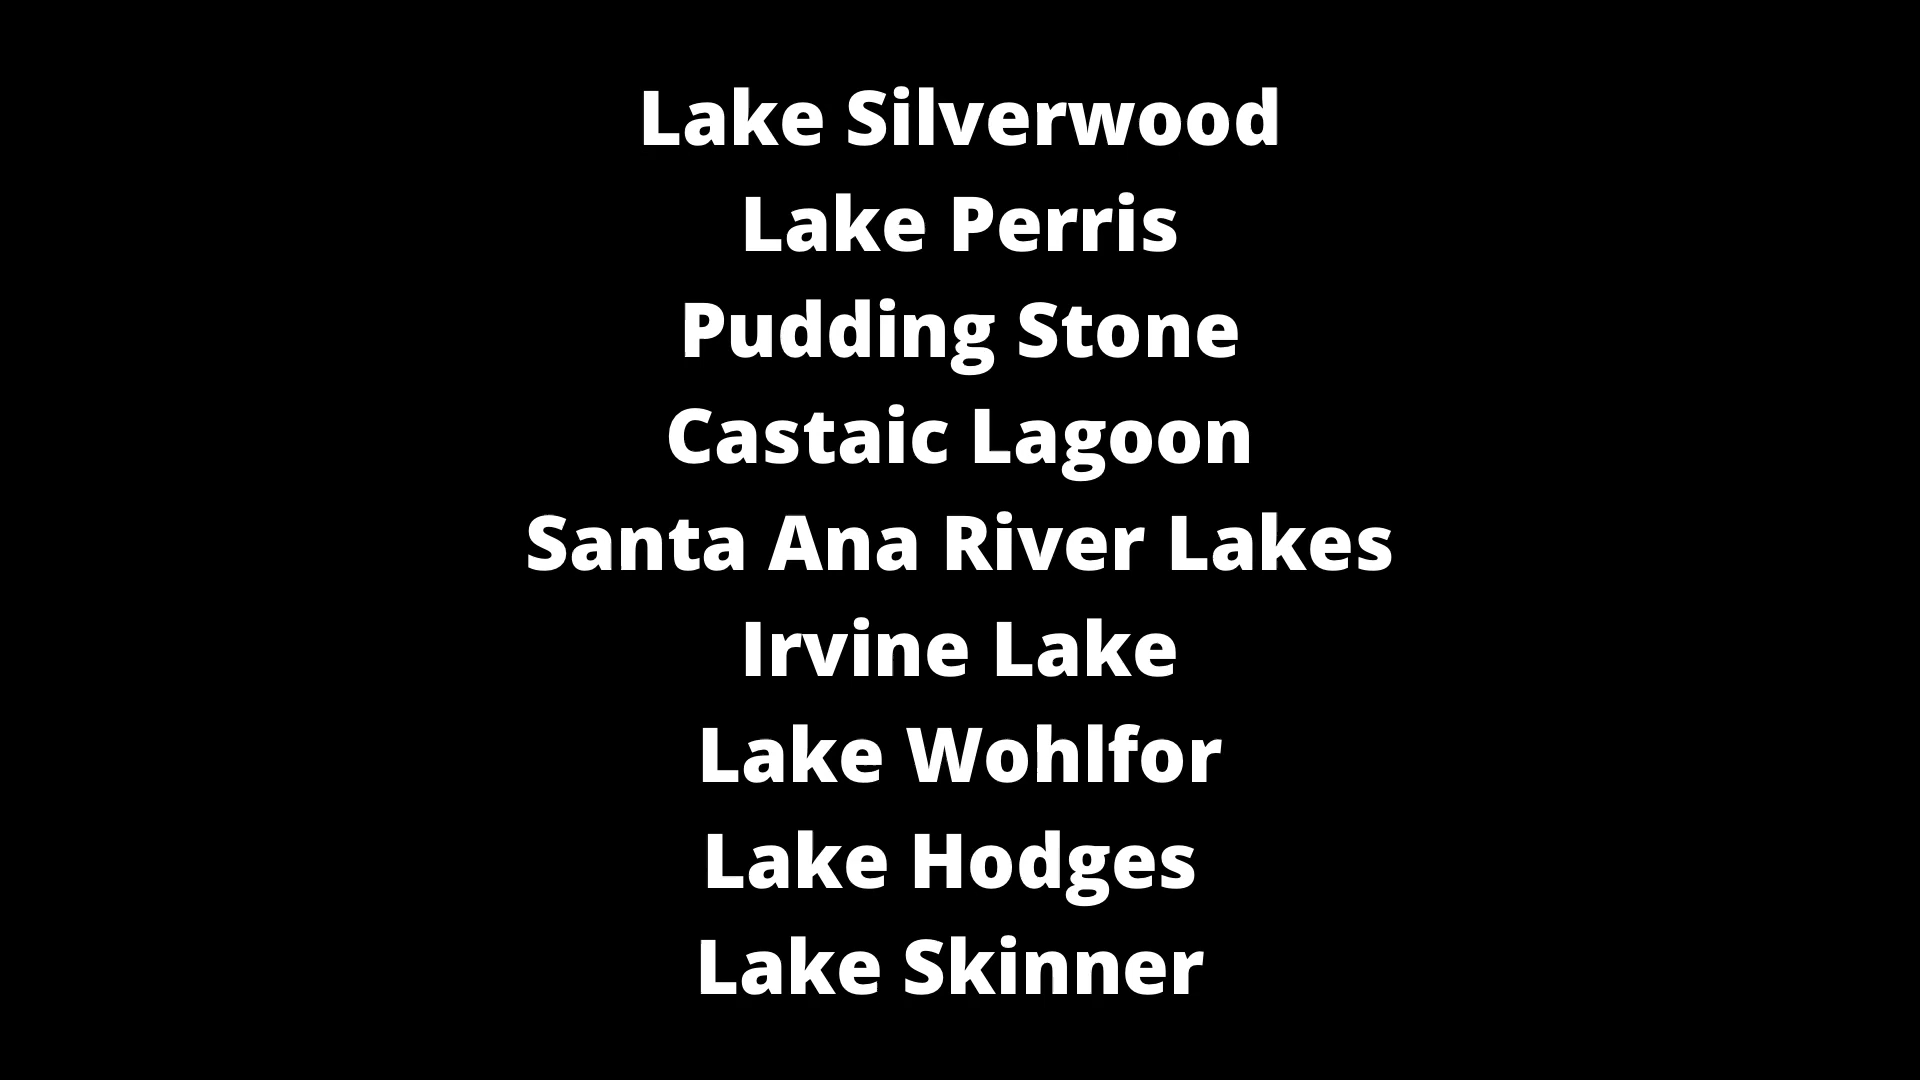 Lake Silverwood
Lake Perris
Pudding Stone
Castaic Lagoon
Santa Ana River Lakes
Irvine Lake
Lake Wohlfor
Lake Hodges
Lake Skinner